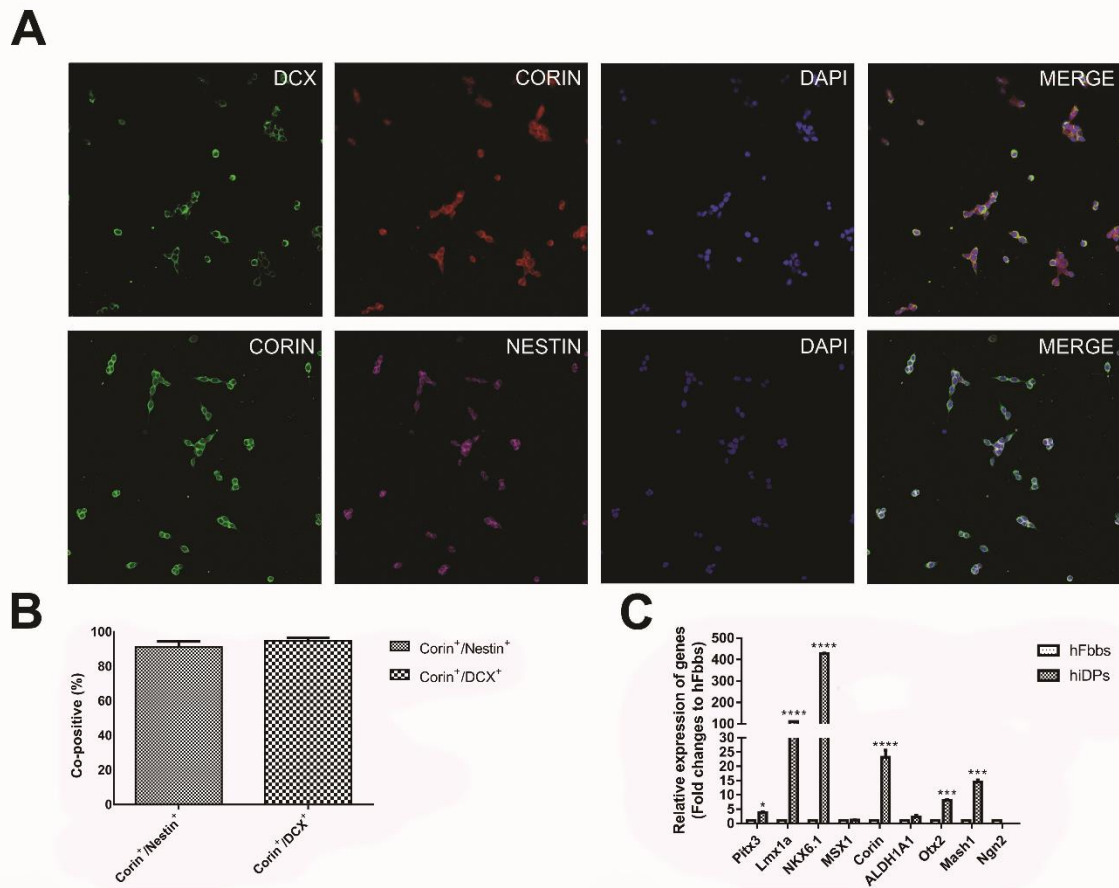 A
DCX
CORIN
DAPI
MERGE
CORIN
NESTIN
DAPI
MERGE
B
100
80
60
40
20
0
Co-positive (%)
Corin+/Nestin+
Corin+/DCX+
Corin+/Nestin+
Corin+/DCX+
C
Relative expression of genes
(Fold changes to hFbbs)
500
400
300
200
100
25
20
15
10
5
0
*
****
****
****
***
***
hFbbs
hiDPs
Pitx3
Lmx1a
NKX6.1
MSX1
Corin
ALDH1A1
Otx2
Mash1
Ngn2